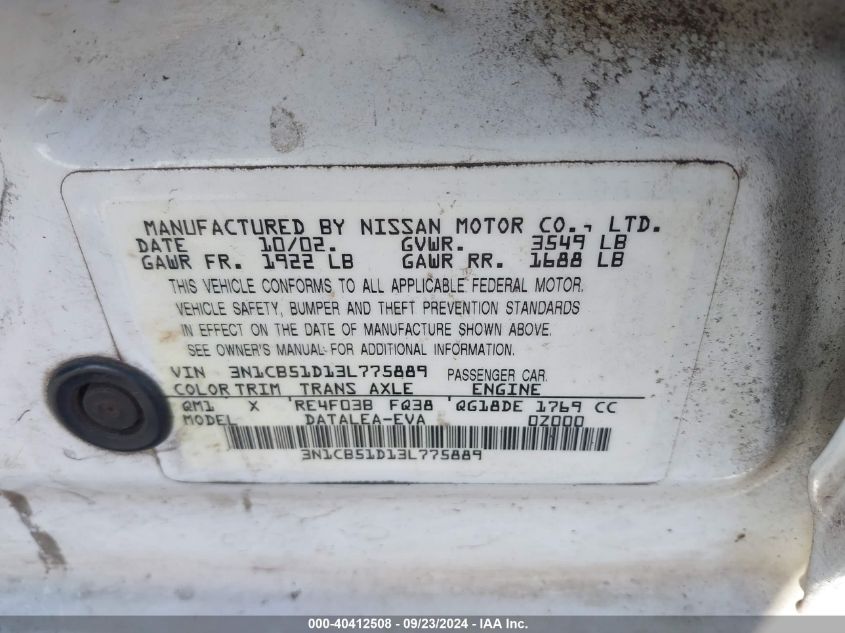 MANUFACTURED BY NISSAN MOTOR CO., LTD.
DATE 10/02. GVWR. 3549 LB
GAWR FR. 1922 LB GAWR RR. 1688 LB
THIS VEHICLE CONFORMS TO ALL APPLICABLE FEDERAL MOTOR
VEHICLE SAFETY, BUMPER AND THEFT PREVENTION STANDARDS
IN EFFECT ON THE DATE OF MANUFACTURE SHOWN ABOVE.
SEE OWNER'S MANUAL FOR ADDITIONAL INFORMATION.
VIN 3N1CB51D13L775889 PASSENGER CAR.
COLOR TRIM TRANS AXLE ENGINE
QM1 X RE4F03B FQ38 QG18DE 1769 CC
MODEL DATALEA-EVA 0Z000
3N1CB51D13L775889
000-40412508 - 09/23/2024 - IAA Inc.